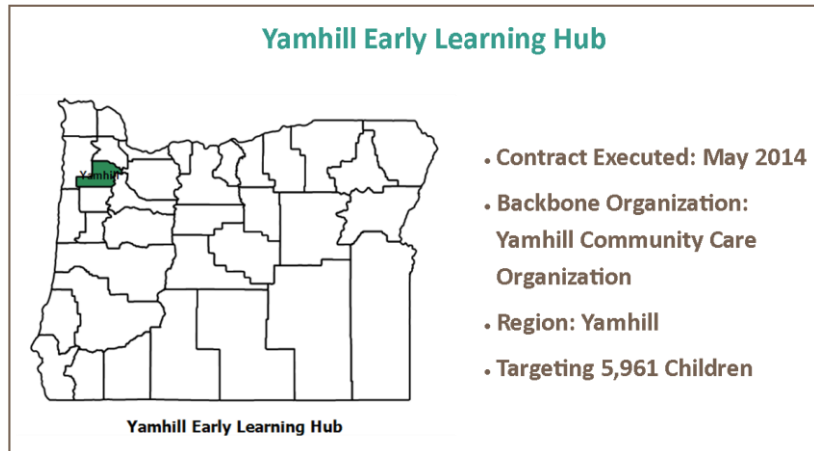 Yamhill Early Learning Hub
Yamhill
Yamhill Early Learning Hub
• Contract Executed: May 2014
• Backbone Organization:
Yamhill Community Care
Organization
• Region: Yamhill
• Targeting 5,961 Children